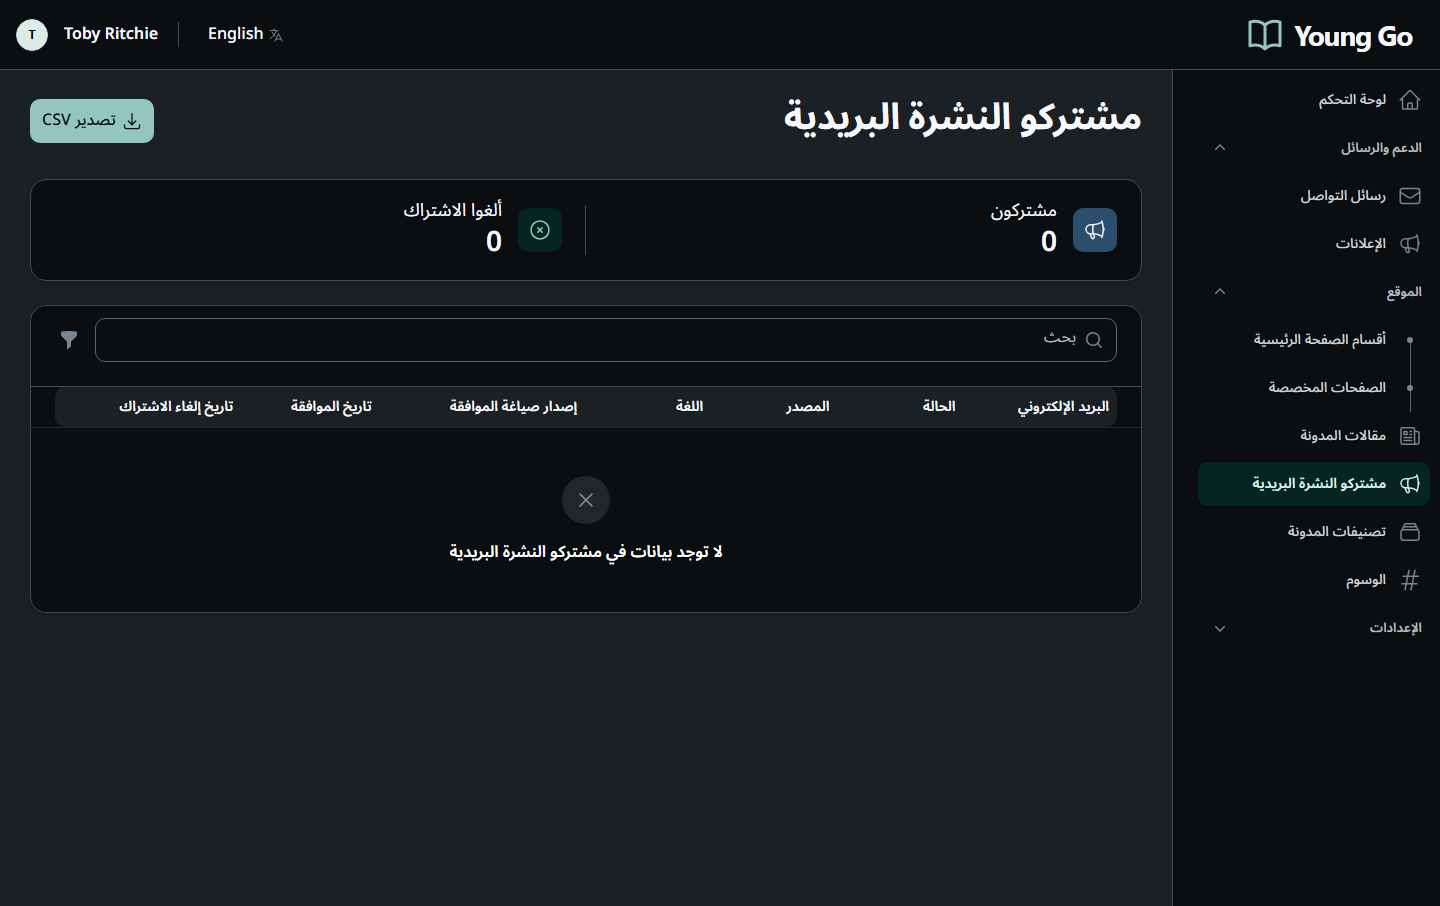 Young Go
English
Toby Ritchie
T
لوحة التحكم
الدعم والرسائل
رسائل التواصل
الإعلانات
الموقع
أقسام الصفحة الرئيسية
الصفحات المخصصة
مقالات المدونة
مشتركو النشرة البريدية
تصنيفات المدونة
الوسوم
الإعدادات
مشتركو النشرة البريدية
تصدير CSV
مشتركون
0
ألغوا الاشتراك
0
بحث
البريد الإلكتروني الحالة المصدر اللغة إصدار صياغة الموافقة تاريخ الموافقة تاريخ إلغاء الاشتراك
لا توجد بيانات في مشتركو النشرة البريدية